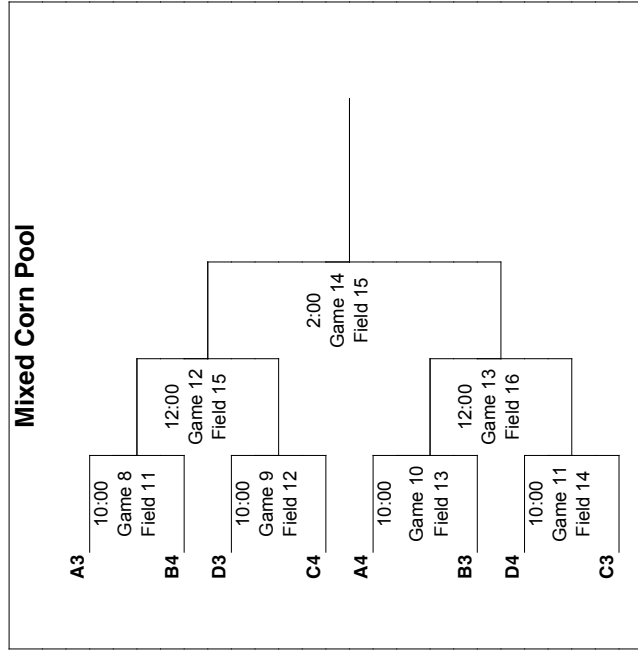 Mixed Corn Pool
A3
10:00
Game 8
Field 11
B4
12:00
Game 12
Field 15
D3
10:00
Game 9
Field 12
C4
2:00
Game 14
Field 15
A4
10:00
Game 10
Field 13
B3
12:00
Game 13
Field 16
D4
10:00
Game 11
Field 14
C3